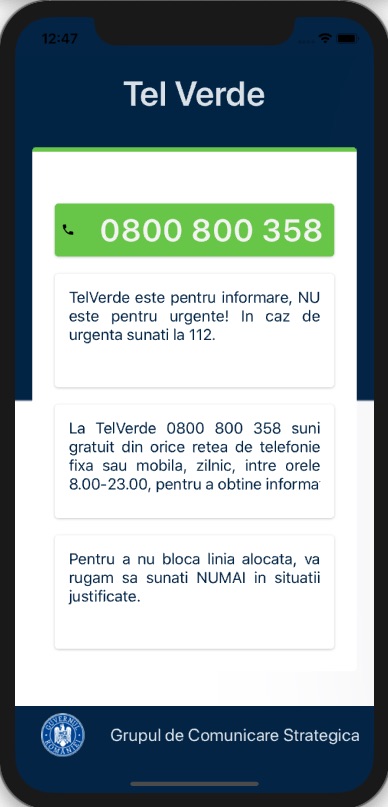 12:47
Tel Verde
0800 800 358
TelVerde este pentru informare, NU
este pentru urgente! In caz de
urgenta sunati la 112.
La TelVerde 0800 800 358 suni
gratuit din orice retea de telefonie
fixa sau mobila, zilnic, intre orele
8.00-23.00, pentru a obtine informa
Pentru a nu bloca linia alocata, va
rugam sa sunati NUMAI in situatii
justificate.
GUVERNUL ROMÂNIEI
Grupul de Comunicare Strategica